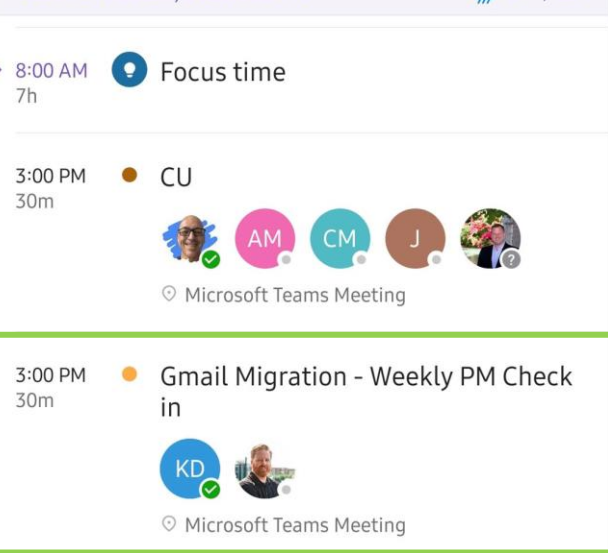 8:00 AM Focus time
7h
3:00 PM CU
30m
AM CM J ?
Microsoft Teams Meeting
3:00 PM Gmail Migration - Weekly PM Check
30m in
KD
Microsoft Teams Meeting